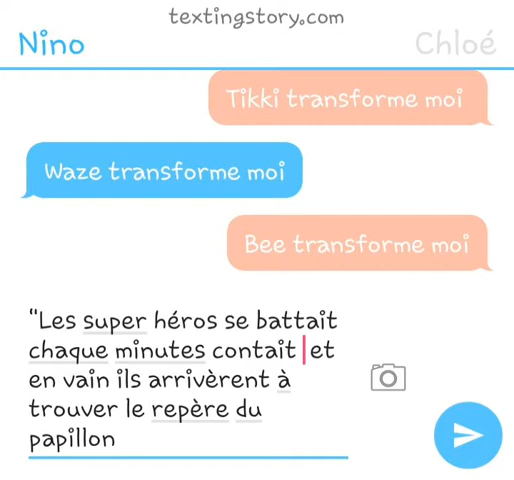 textingstory.com
Nino
Chloé
Tikki transforme moi
Waze transforme moi
Bee transforme moi
"Les super héros se battait
chaque minutes contait et
en vain ils arrivèrent à
trouver le repère du
papillon